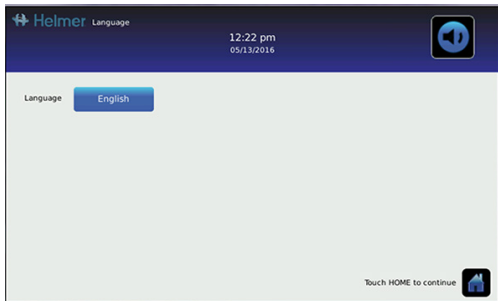 Helmer Language
12:22 pm
05/13/2016
Language English
Touch HOME to continue